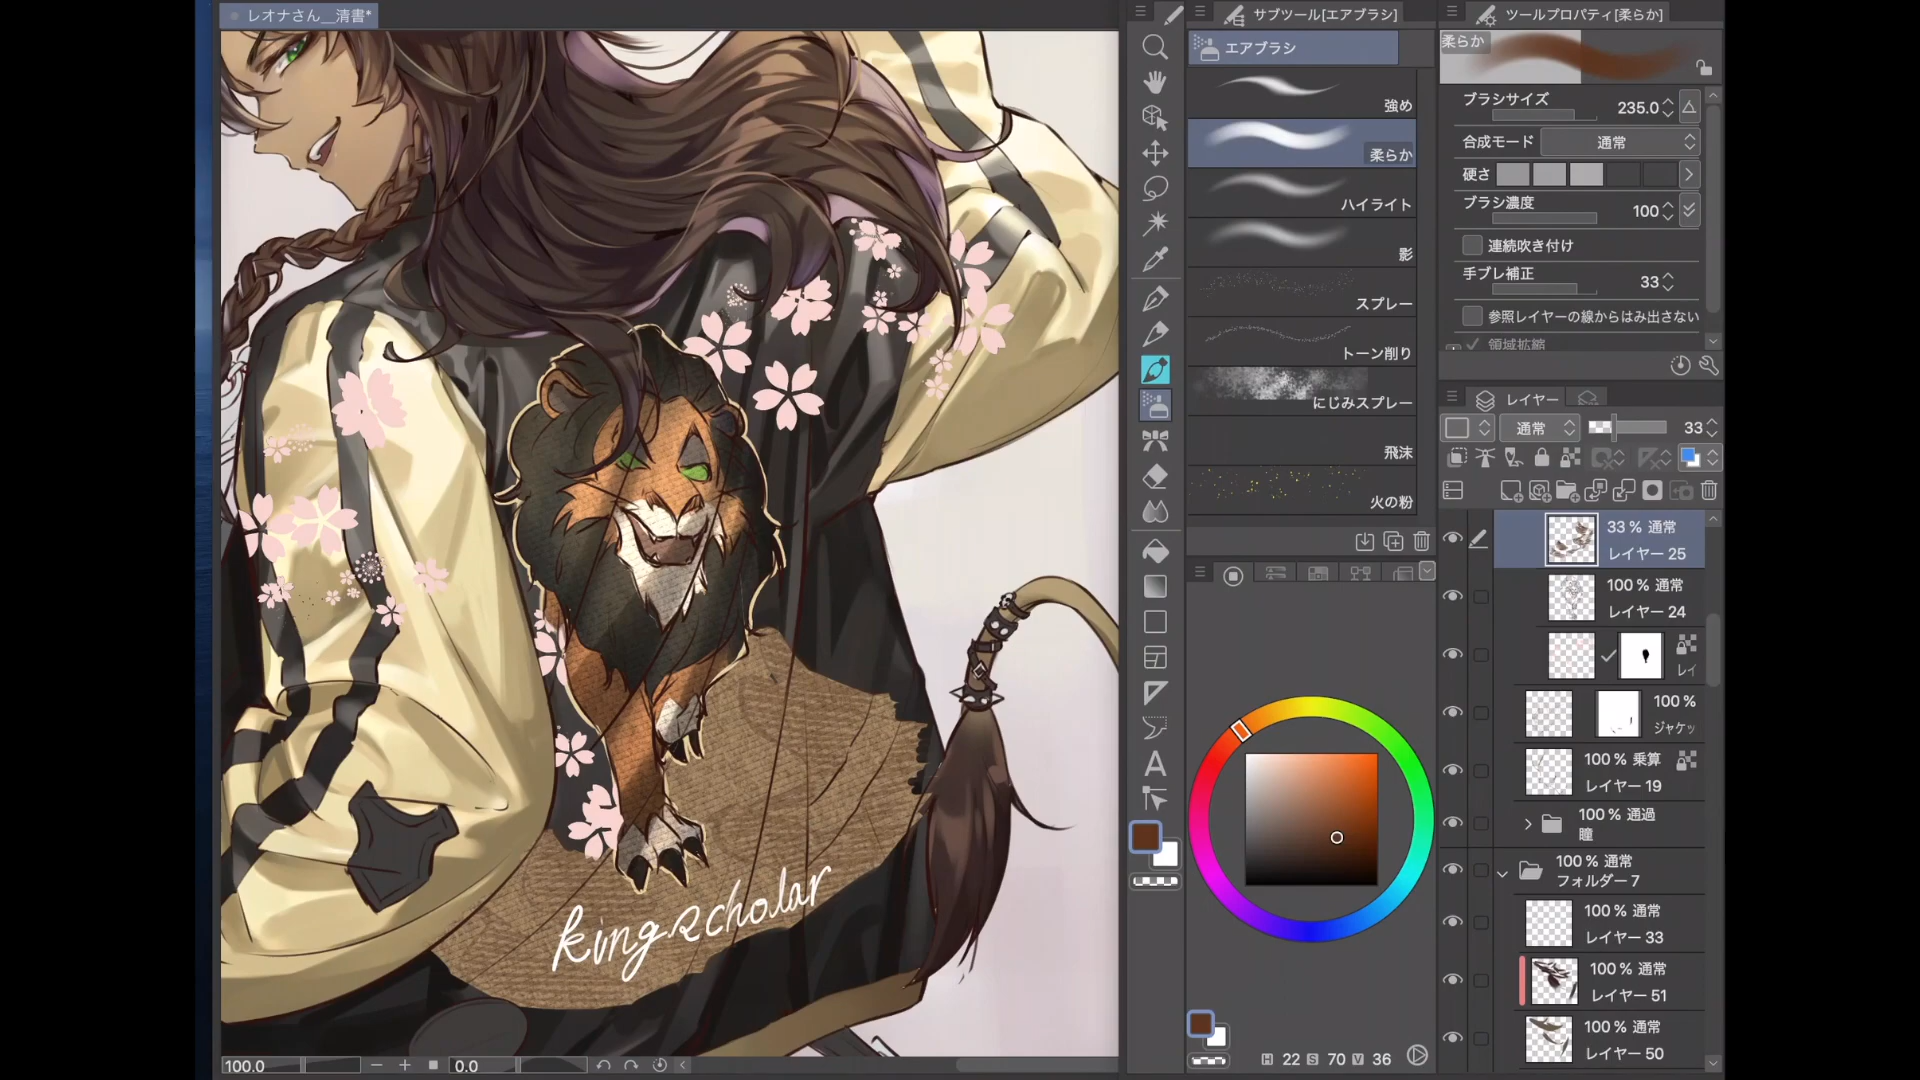 レオナさん__清書*
サブツール[エアブラシ]
ツールプロパティ[柔らか]
エアブラシ
柔らか
強め
柔らか
ハイライト
影
スプレー
トーン削り
にじみスプレー
飛沫
火の粉
ブラシサイズ 235.0
合成モード 通常
硬さ
ブラシ濃度 100
連続吹き付け
手ブレ補正 33
参照レイヤーの線からはみ出さない
領域拡縮
レイヤー
通常 33
33 % 通常
レイヤー 25
100 % 通常
レイヤー 24
レイ
100 %
ジャケッ
100 % 乗算
レイヤー 19
100 % 通過
瞳
100 % 通常
フォルダー 7
100 % 通常
レイヤー 33
100 % 通常
レイヤー 51
100 % 通常
レイヤー 50
king scholar
100.0 0.0
H 22 S 70 V 36